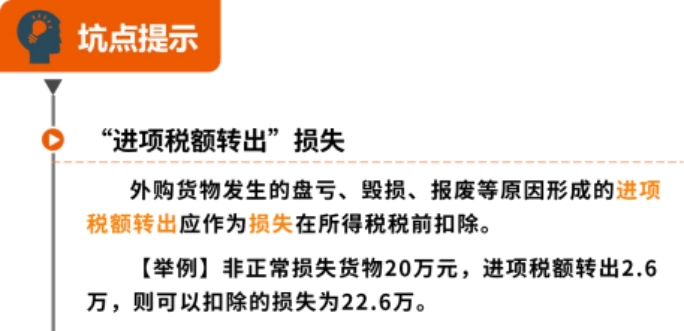 坑点提示
“进项税额转出”损失
外购货物发生的盘亏、毁损、报废等原因形成的进项
税额转出应作为损失在所得税税前扣除。
【举例】非正常损失货物20万元，进项税额转出2.6
万，则可以扣除的损失为22.6万。